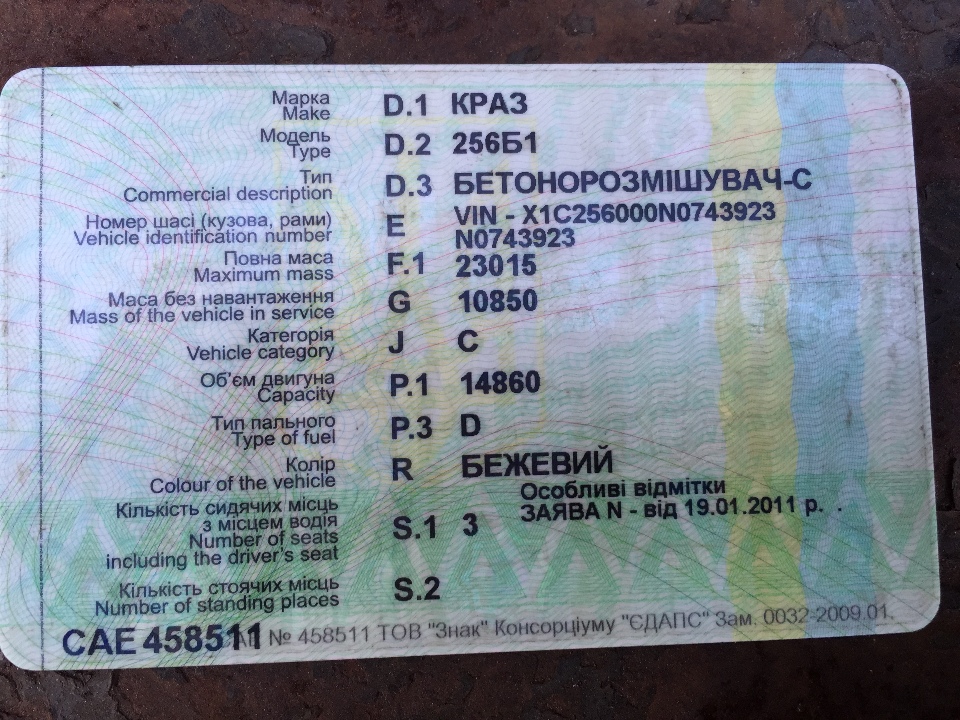 Марка
Make D.1 КРАЗ
Модель
Type D.2 256Б1
Тип
Commercial description D.3 БЕТОНОРОЗМІШУВАЧ-С
Номер шасі (кузова, рами) E VIN - X1C256000N0743923
Vehicle identification number N0743923
Повна маса
Maximum mass F.1 23015
Маса без навантаження
Mass of the vehicle in service G 10850
Категорія
Vehicle category J C
Об'єм двигуна
Capacity P.1 14860
Тип пального
Type of fuel P.3 D
Колір
Colour of the vehicle R БЕЖЕВИЙ
Особливі відмітки
ЗАЯВА N - від 19.01.2011 р. .
Кількість сидячих місць
з місцем водія
Number of seats
including the driver's seat S.1 3
Кількість стоячих місць
Number of standing places S.2
САЕ 458511 № 458511 ТОВ "Знак" Консорціуму "ЄДАПС" Зам. 0032-2009.01.